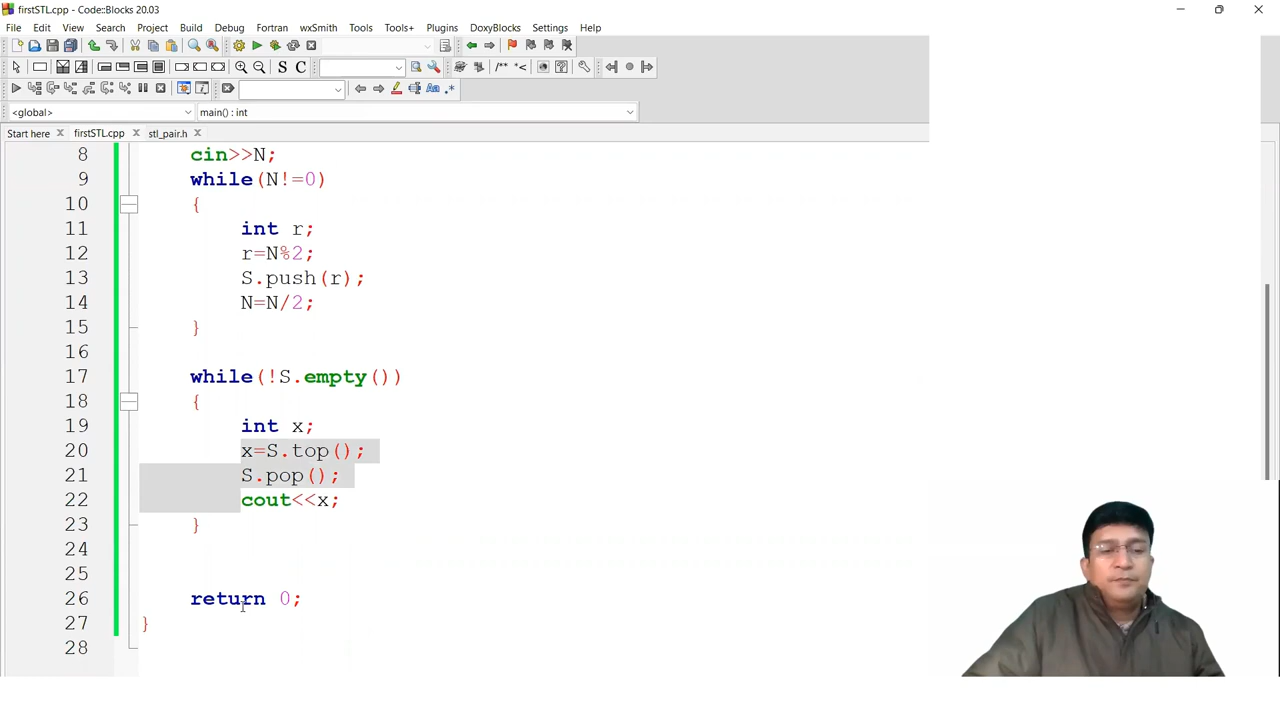 firstSTL.cpp - Code::Blocks 20.03
File Edit View Search Project Build Debug Fortran wxSmith Tools Tools+ Plugins DoxyBlocks Settings Help
S C /** *<
Aa .*
<global> main() : int
Start here firstSTL.cpp stl_pair.h
8 cin>>N;
9 while(N!=0)
10 {
11 int r;
12 r=N%2;
13 S.push(r);
14 N=N/2;
15 }
16
17 while(!S.empty())
18 {
19 int x;
20 x=S.top();
21 S.pop();
22 cout<<x;
23 }
24
25
26 return 0;
27 }
28